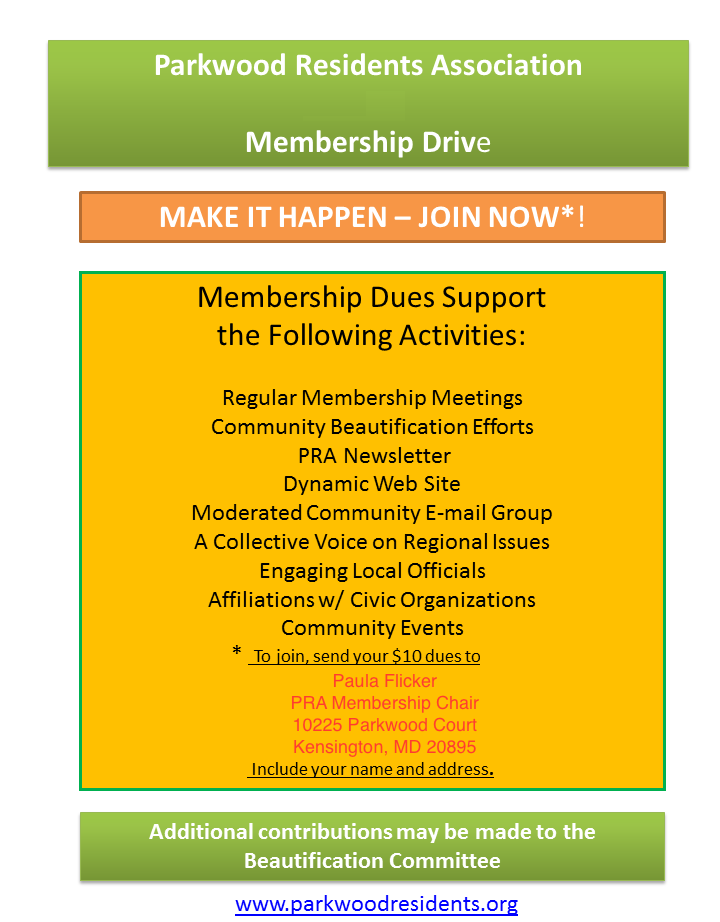 Parkwood Residents Association
Membership Drive
MAKE IT HAPPEN – JOIN NOW*!
Membership Dues Support
the Following Activities:
Regular Membership Meetings
Community Beautification Efforts
PRA Newsletter
Dynamic Web Site
Moderated Community E-mail Group
A Collective Voice on Regional Issues
Engaging Local Officials
Affiliations w/ Civic Organizations
Community Events
* To join, send your $10 dues to
Paula Flicker
PRA Membership Chair
10225 Parkwood Court
Kensington, MD 20895
Include your name and address.
Additional contributions may be made to the
Beautification Committee
www.parkwoodresidents.org